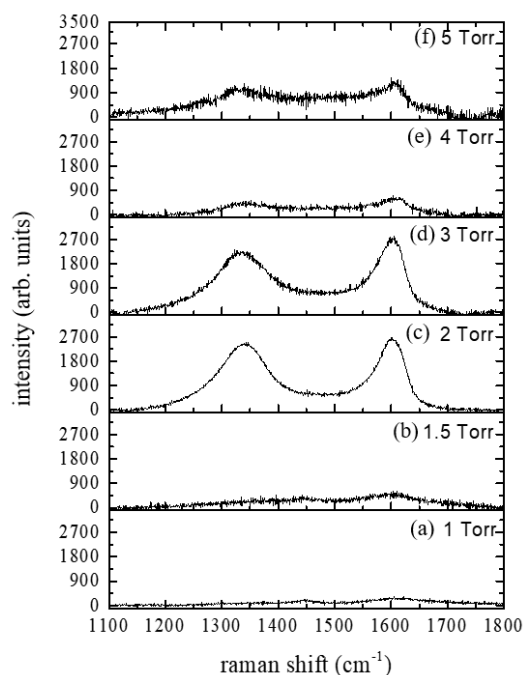 3500
2700
1800
900
0
(f) 5 Torr
2700
1800
900
0
(e) 4 Torr
2700
1800
900
0
(d) 3 Torr
2700
1800
900
0
(c) 2 Torr
2700
1800
900
0
(b) 1.5 Torr
2700
1800
900
0
(a) 1 Torr
intensity (arb. units)
1100 1200 1300 1400 1500 1600 1700 1800
raman shift (cm⁻¹)